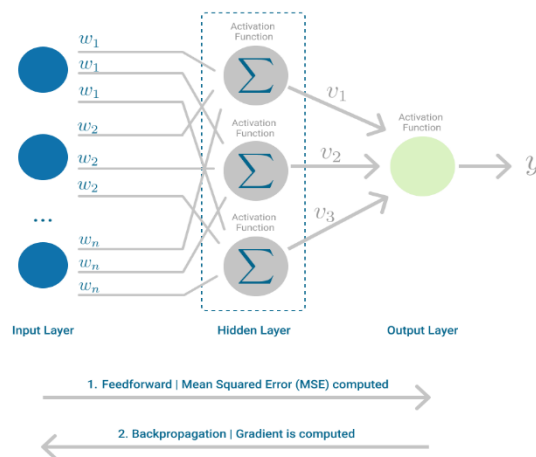 Activation
Function
w₁
w₁
w₁
∑
v₁
Activation
Function
w₂
Activation
Function
w₂
∑
v₂
y
w₂
v₃
...
Activation
Function
wₙ
wₙ
∑
wₙ
Input Layer
Hidden Layer
Output Layer
1. Feedforward | Mean Squared Error (MSE) computed
2. Backpropagation | Gradient is computed